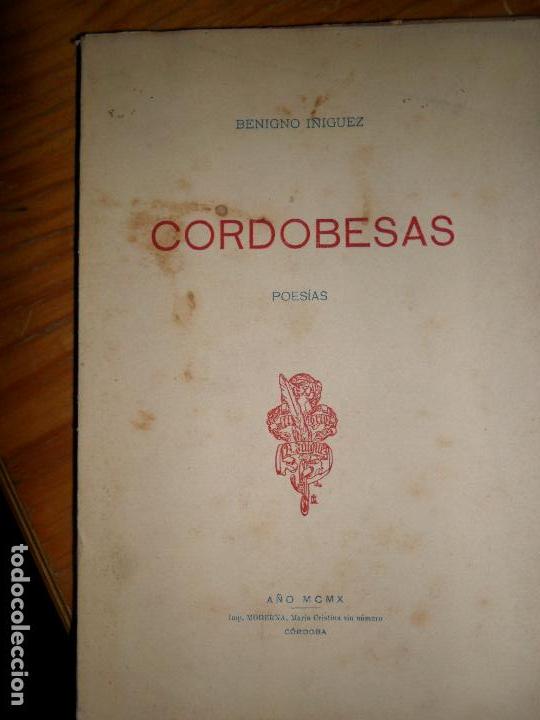 BENIGNO IÑIGUEZ
CORDOBESAS
POESÍAS
AÑO MCMX
Imp. MODERNA, María Cristina sin número
CÓRDOBA
todocoleccion